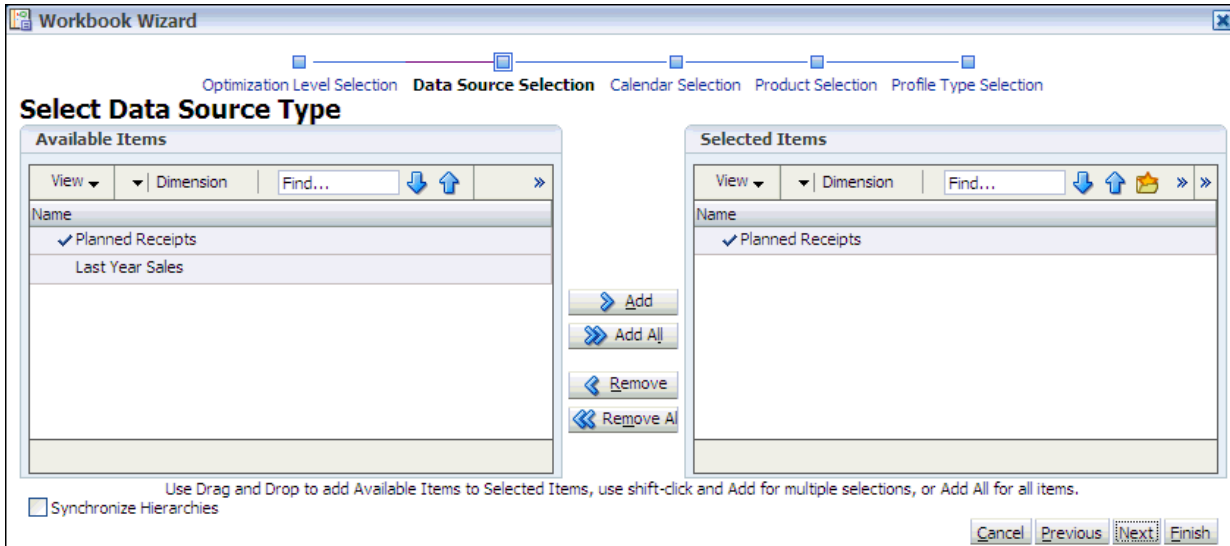 Workbook Wizard
Optimization Level Selection Data Source Selection Calendar Selection Product Selection Profile Type Selection
Select Data Source Type
Available Items
View Dimension Find... »
Name
Planned Receipts
Last Year Sales
Add
Add All
Remove
Remove Al
Selected Items
View Dimension Find... » »
Name
Planned Receipts
Use Drag and Drop to add Available Items to Selected Items, use shift-click and Add for multiple selections, or Add All for all items.
Synchronize Hierarchies
Cancel Previous Next Finish